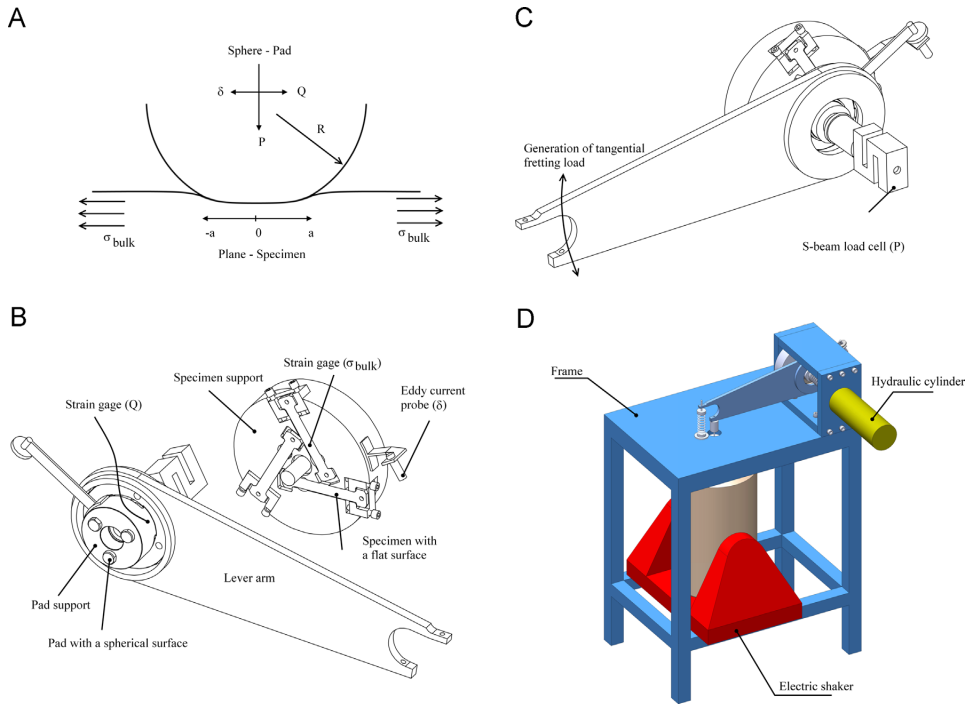 A
Sphere - Pad
δ
Q
P
R
σbulk
σbulk
-a
0
a
Plane - Specimen
B
Strain gage (σbulk)
Specimen support
Eddy current
probe (δ)
Strain gage (Q)
Specimen with
a flat surface
Lever arm
Pad support
Pad with a spherical surface
C
Generation of tangential
fretting load
S-beam load cell (P)
D
Frame
Hydraulic cylinder
Electric shaker